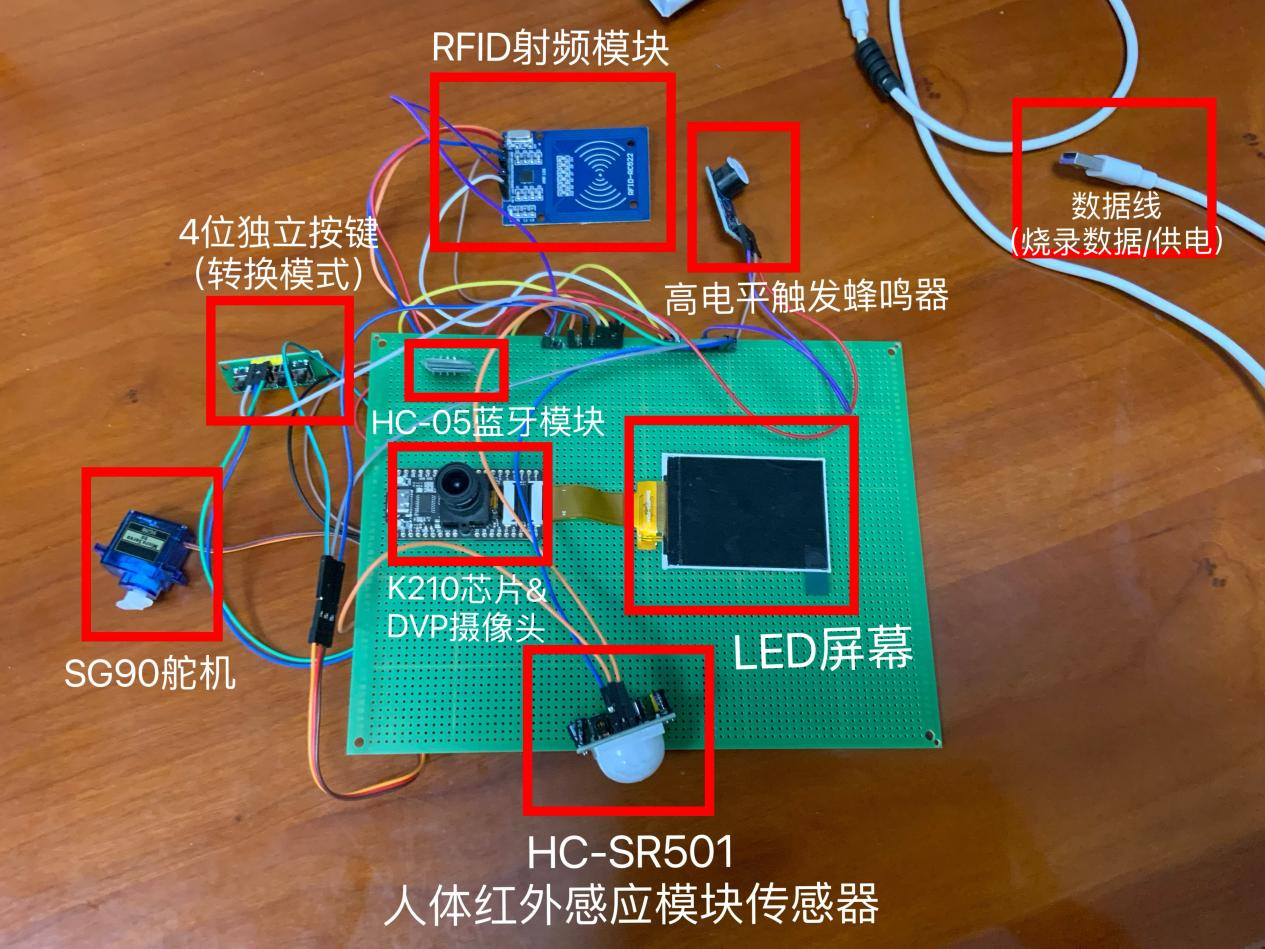 RFID射频模块
RFID-RC522
数据线
(烧录数据/供电)
4位独立按键
（转换模式）
高电平触发蜂鸣器
HC-05蓝牙模块
K210芯片&
DVP摄像头
LED屏幕
SG90舵机
HC-SR501
人体红外感应模块传感器